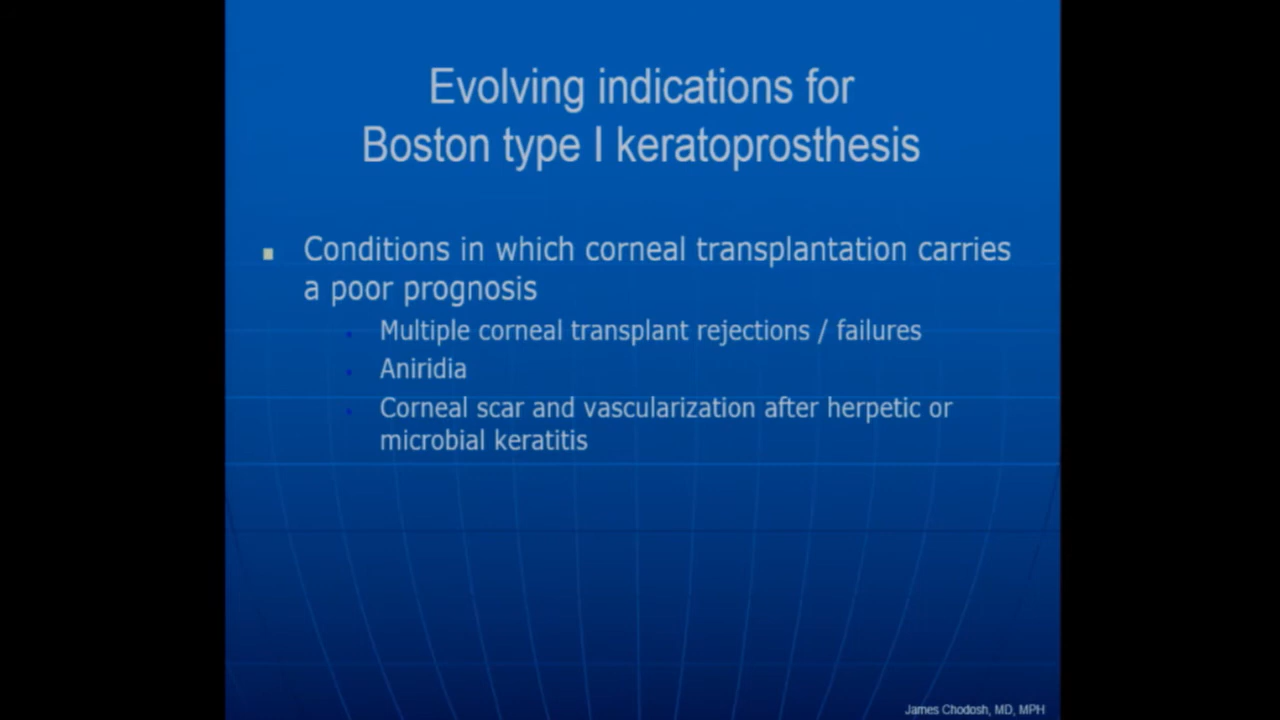 Evolving indications for
Boston type I keratoprosthesis
Conditions in which corneal transplantation carries
a poor prognosis
Multiple corneal transplant rejections / failures
Aniridia
Corneal scar and vascularization after herpetic or
microbial keratitis
James Chodosh, MD, MPH